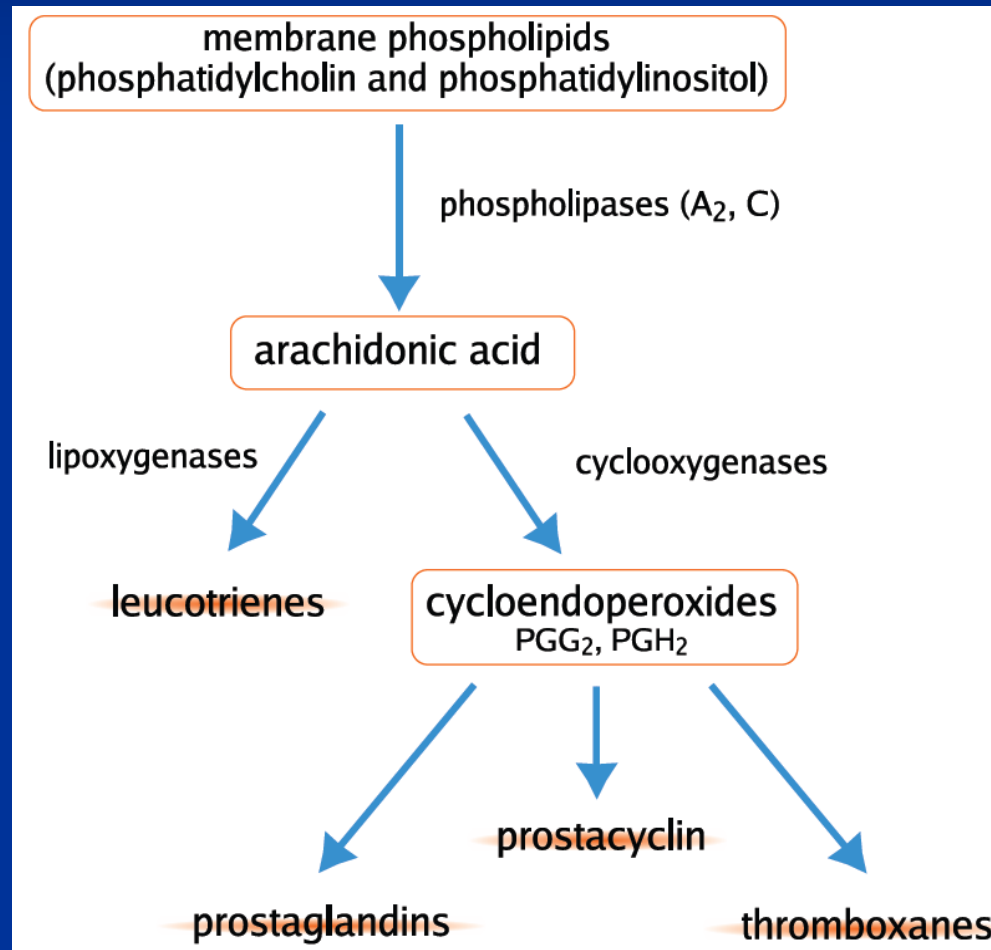 membrane phospholipids
(phosphatidylcholin and phosphatidylinositol)
phospholipases (A₂, C)
arachidonic acid
lipoxygenases
cyclooxygenases
leucotrienes
cycloendoperoxides
PGG₂, PGH₂
prostacyclin
prostaglandins
thromboxanes